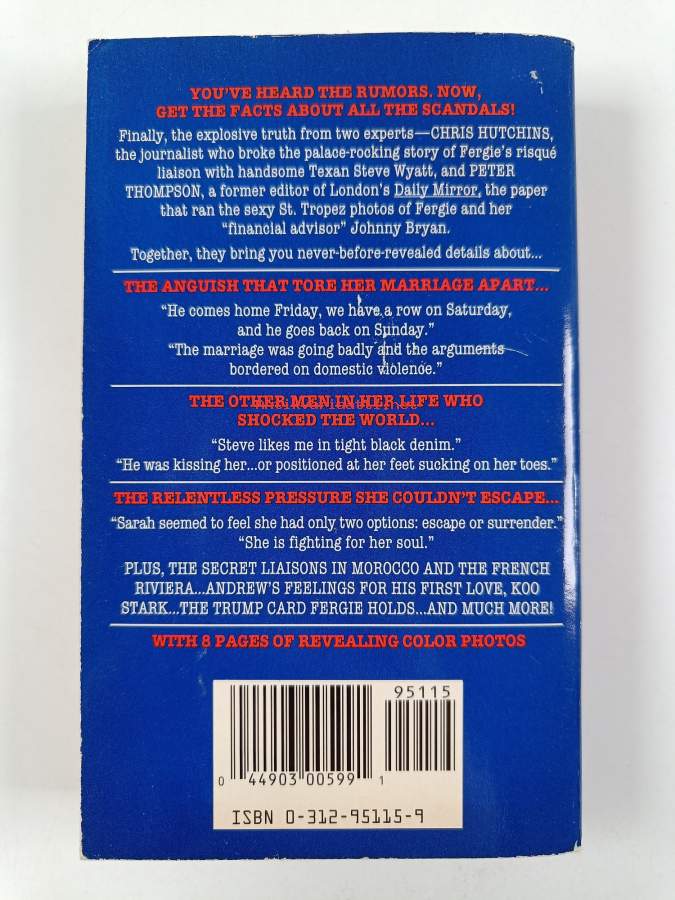 YOU'VE HEARD THE RUMORS. NOW,
GET THE FACTS ABOUT ALL THE SCANDALS!
Finally, the explosive truth from two experts—CHRIS HUTCHINS,
the journalist who broke the palace-rocking story of Fergie's risqué
liaison with handsome Texan Steve Wyatt, and PETER
THOMPSON, a former editor of London's Daily Mirror, the paper
that ran the sexy St. Tropez photos of Fergie and her
"financial advisor" Johnny Bryan.
Together, they bring you never-before-revealed details about...
THE ANGUISH THAT TORE HER MARRIAGE APART...
"He comes home Friday, we have a row on Saturday,
and he goes back on Sunday."
"The marriage was going badly and the arguments
bordered on domestic violence."
THE OTHER MEN IN HER LIFE WHO
SHOCKED THE WORLD...
"Steve likes me in tight black denim."
"He was kissing her...or positioned at her feet sucking on her toes."
THE RELENTLESS PRESSURE SHE COULDN'T ESCAPE...
"Sarah seemed to feel she had only two options: escape or surrender."
"She is fighting for her soul."
PLUS, THE SECRET LIAISONS IN MOROCCO AND THE FRENCH
RIVIERA...ANDREW'S FEELINGS FOR HIS FIRST LOVE, KOO
STARK...THE TRUMP CARD FERGIE HOLDS...AND MUCH MORE!
WITH 8 PAGES OF REVEALING COLOR PHOTOS
95115
0 44903 00599 1
ISBN 0-312-95115-9